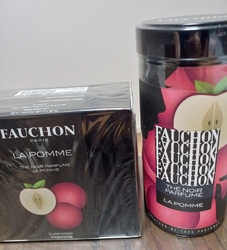 FAUCHON
PARIS
LA POMME
THÉ NOIR PARFUMÉ
LA POMME
FAUCHON
FAUCHON
FAUCHON
FAUCHON
FAUCHON
THÉ NOIR
PARFUMÉ
LA POMME